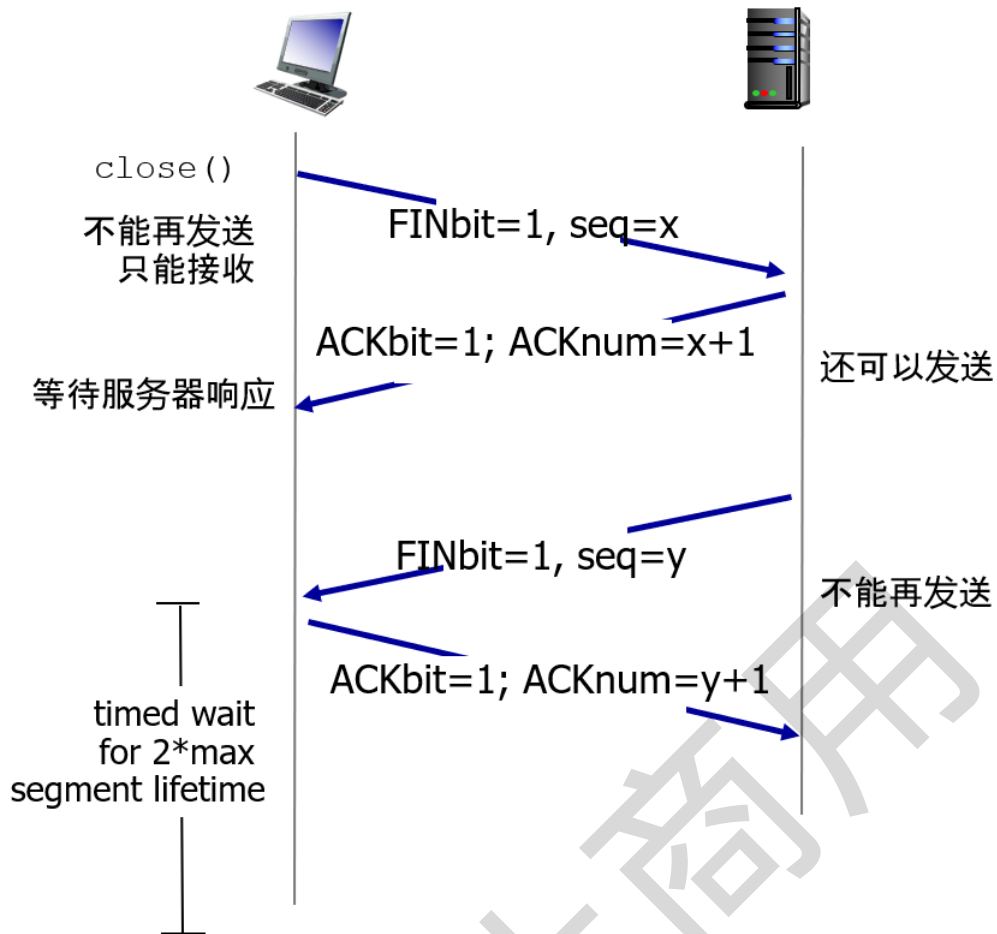 close()
不能再发送
只能接收
FINbit=1, seq=x
ACKbit=1; ACKnum=x+1
还可以发送
等待服务器响应
FINbit=1, seq=y
不能再发送
ACKbit=1; ACKnum=y+1
timed wait
for 2*max
segment lifetime
商用